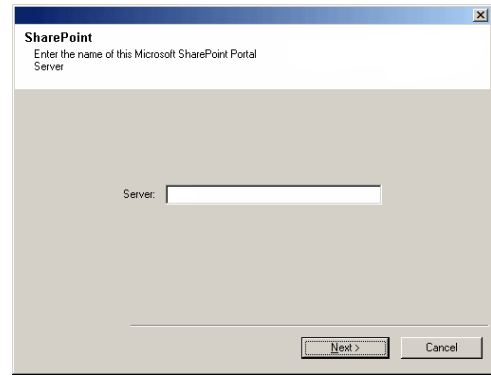 SharePoint
Enter the name of this Microsoft SharePoint Portal
Server
Server:
Next >
Cancel